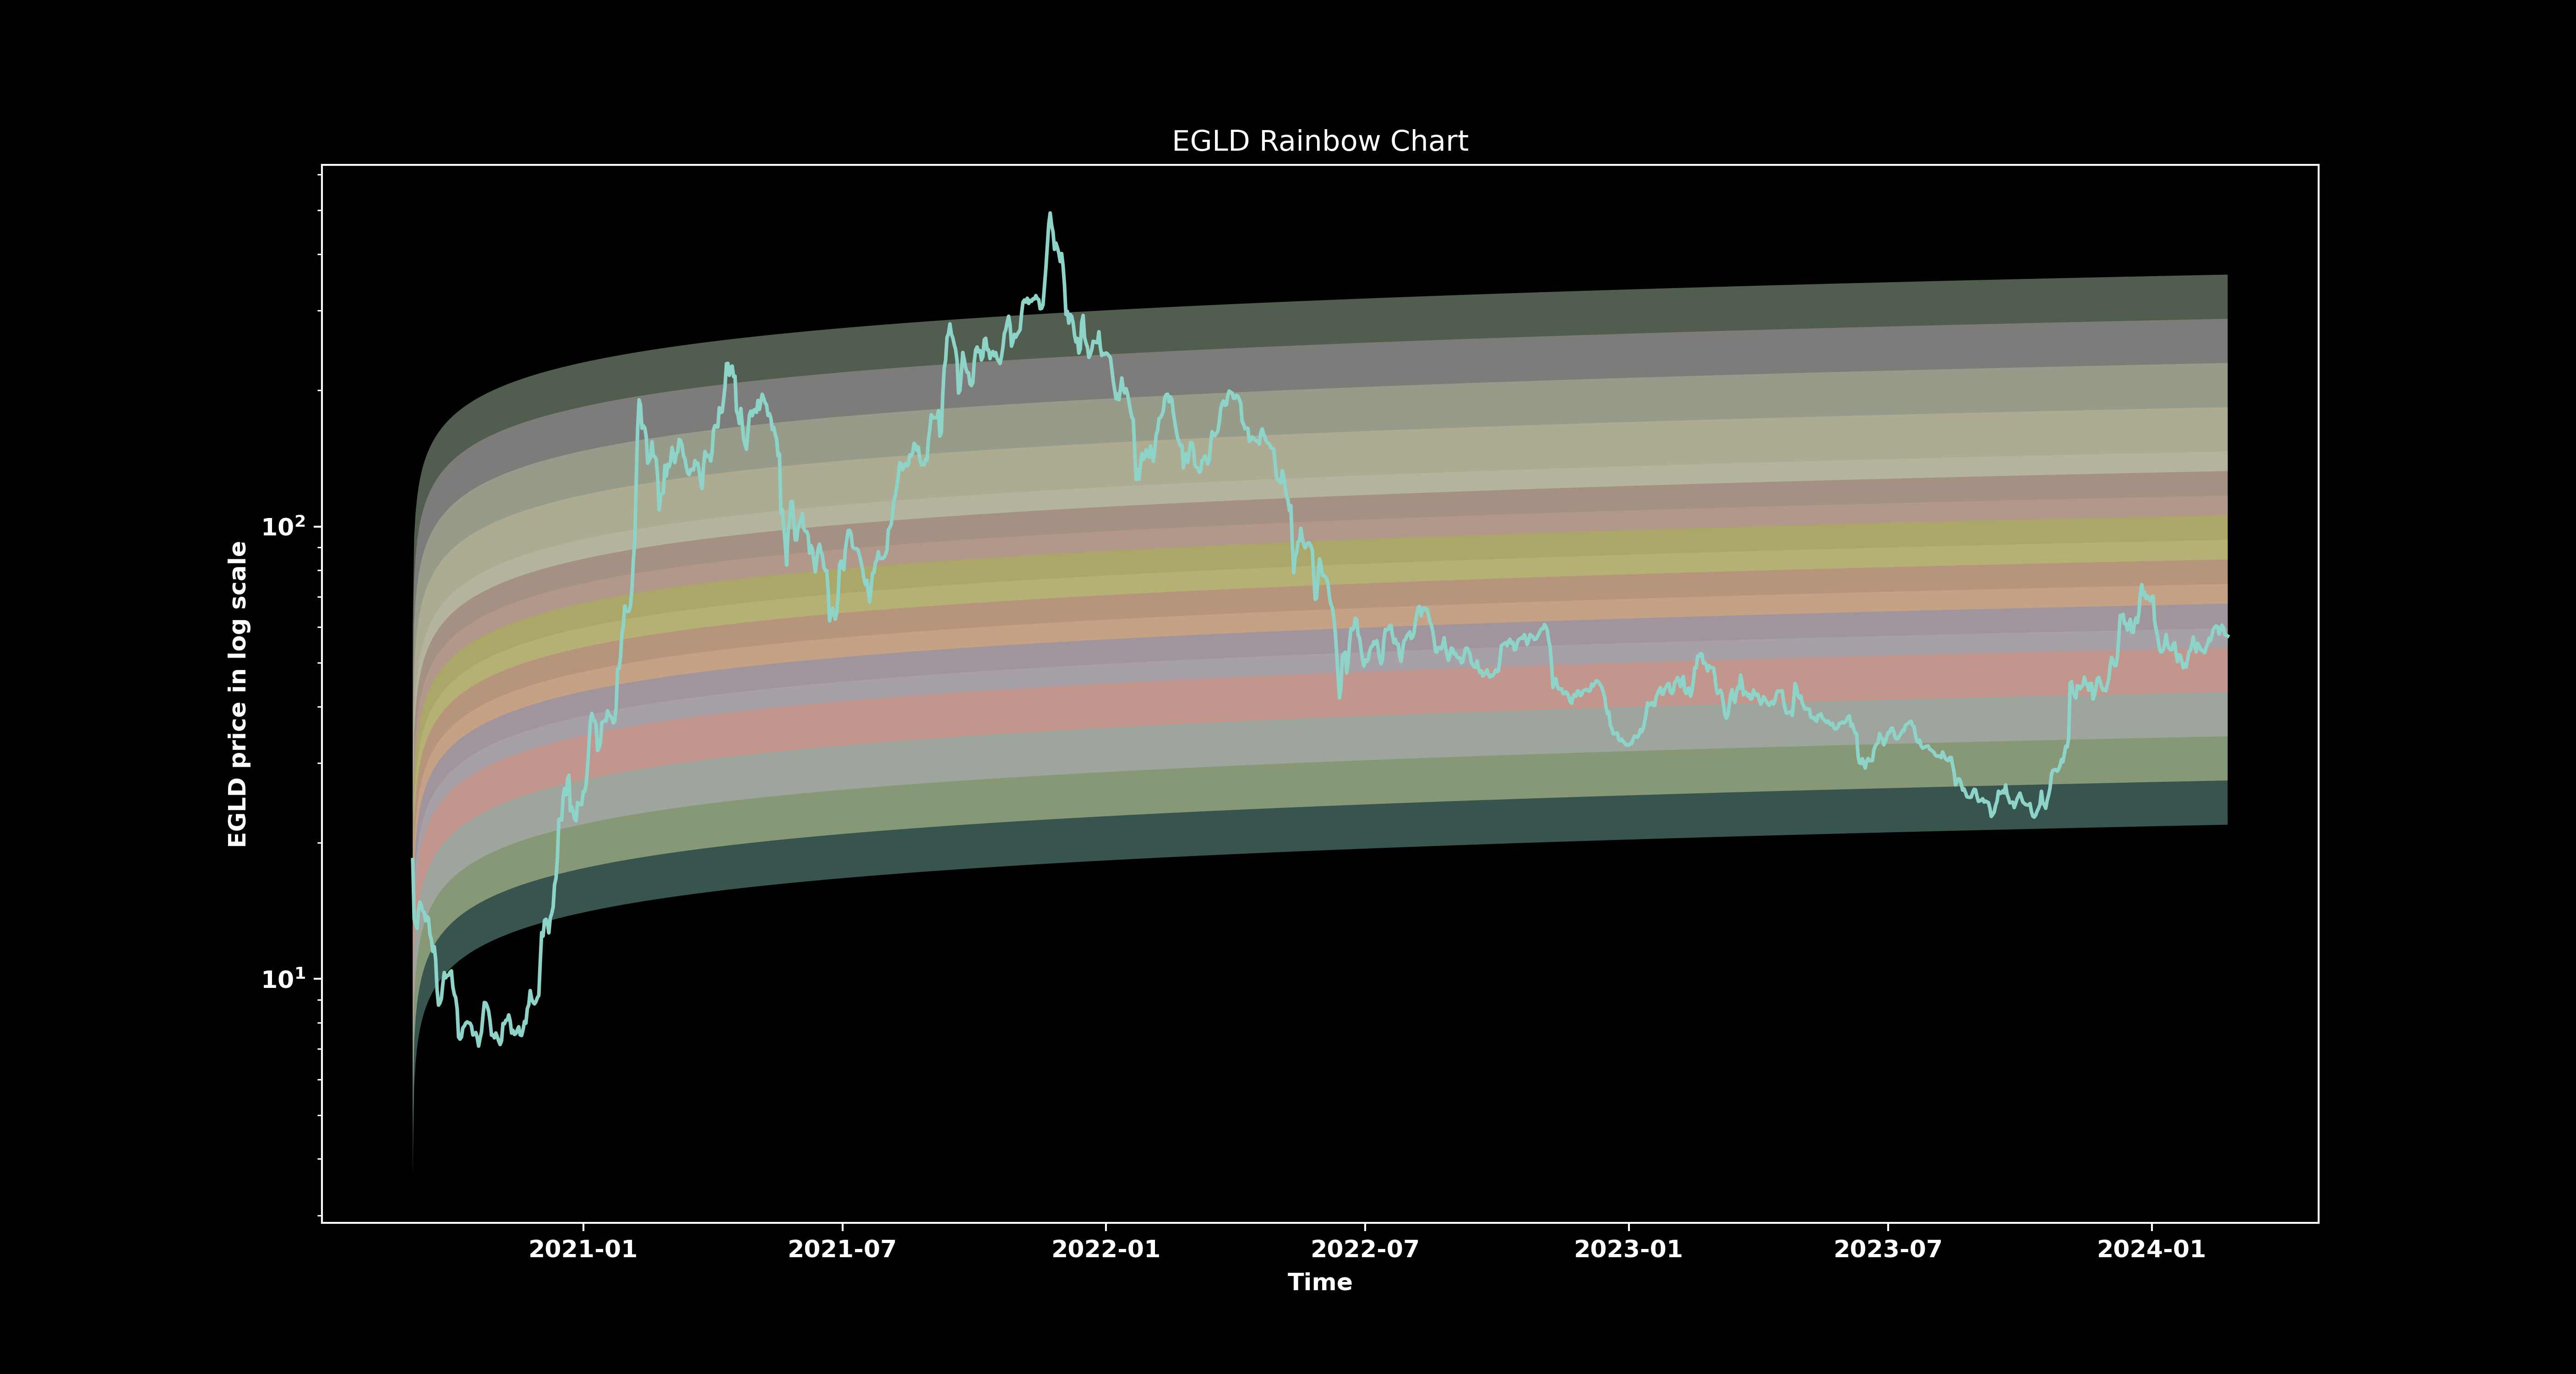 EGLD Rainbow Chart
EGLD price in log scale
10²
10¹
2021-01 2021-07 2022-01 2022-07 2023-01 2023-07 2024-01
Time